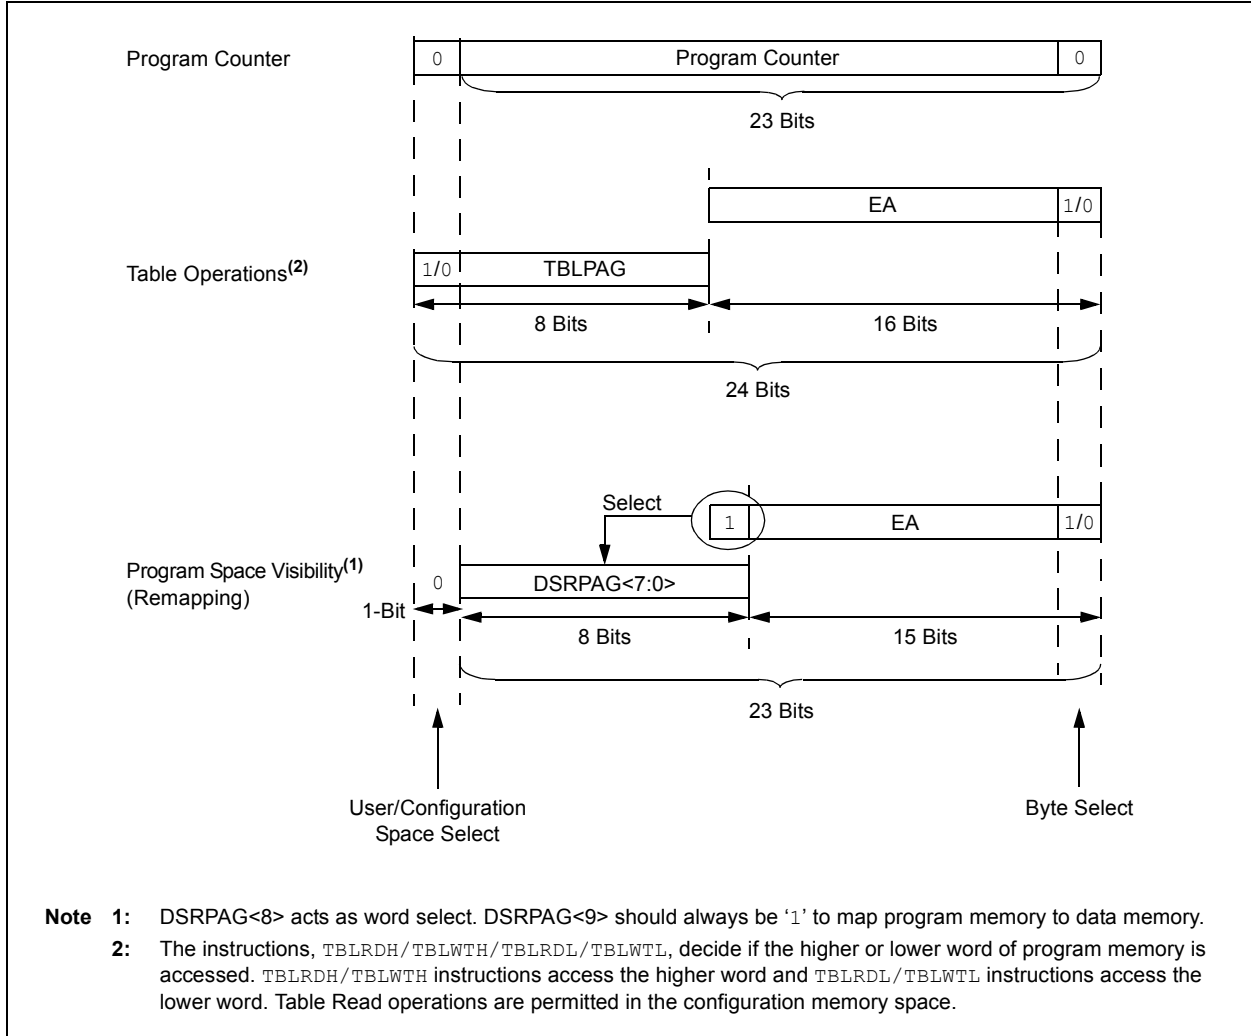 Program Counter
0
Program Counter
0
23 Bits
EA
1/0
Table Operations(2)
1/0
TBLPAG
8 Bits
16 Bits
24 Bits
Select
1
EA
1/0
Program Space Visibility(1)
(Remapping)
0
DSRPAG<7:0>
1-Bit
8 Bits
15 Bits
23 Bits
User/Configuration
Space Select
Byte Select
Note 1: DSRPAG<8> acts as word select. DSRPAG<9> should always be ‘1’ to map program memory to data memory.
2: The instructions, TBLRDH/TBLWTH/TBLRDL/TBLWTL, decide if the higher or lower word of program memory is
accessed. TBLRDH/TBLWTH instructions access the higher word and TBLRDL/TBLWTL instructions access the
lower word. Table Read operations are permitted in the configuration memory space.